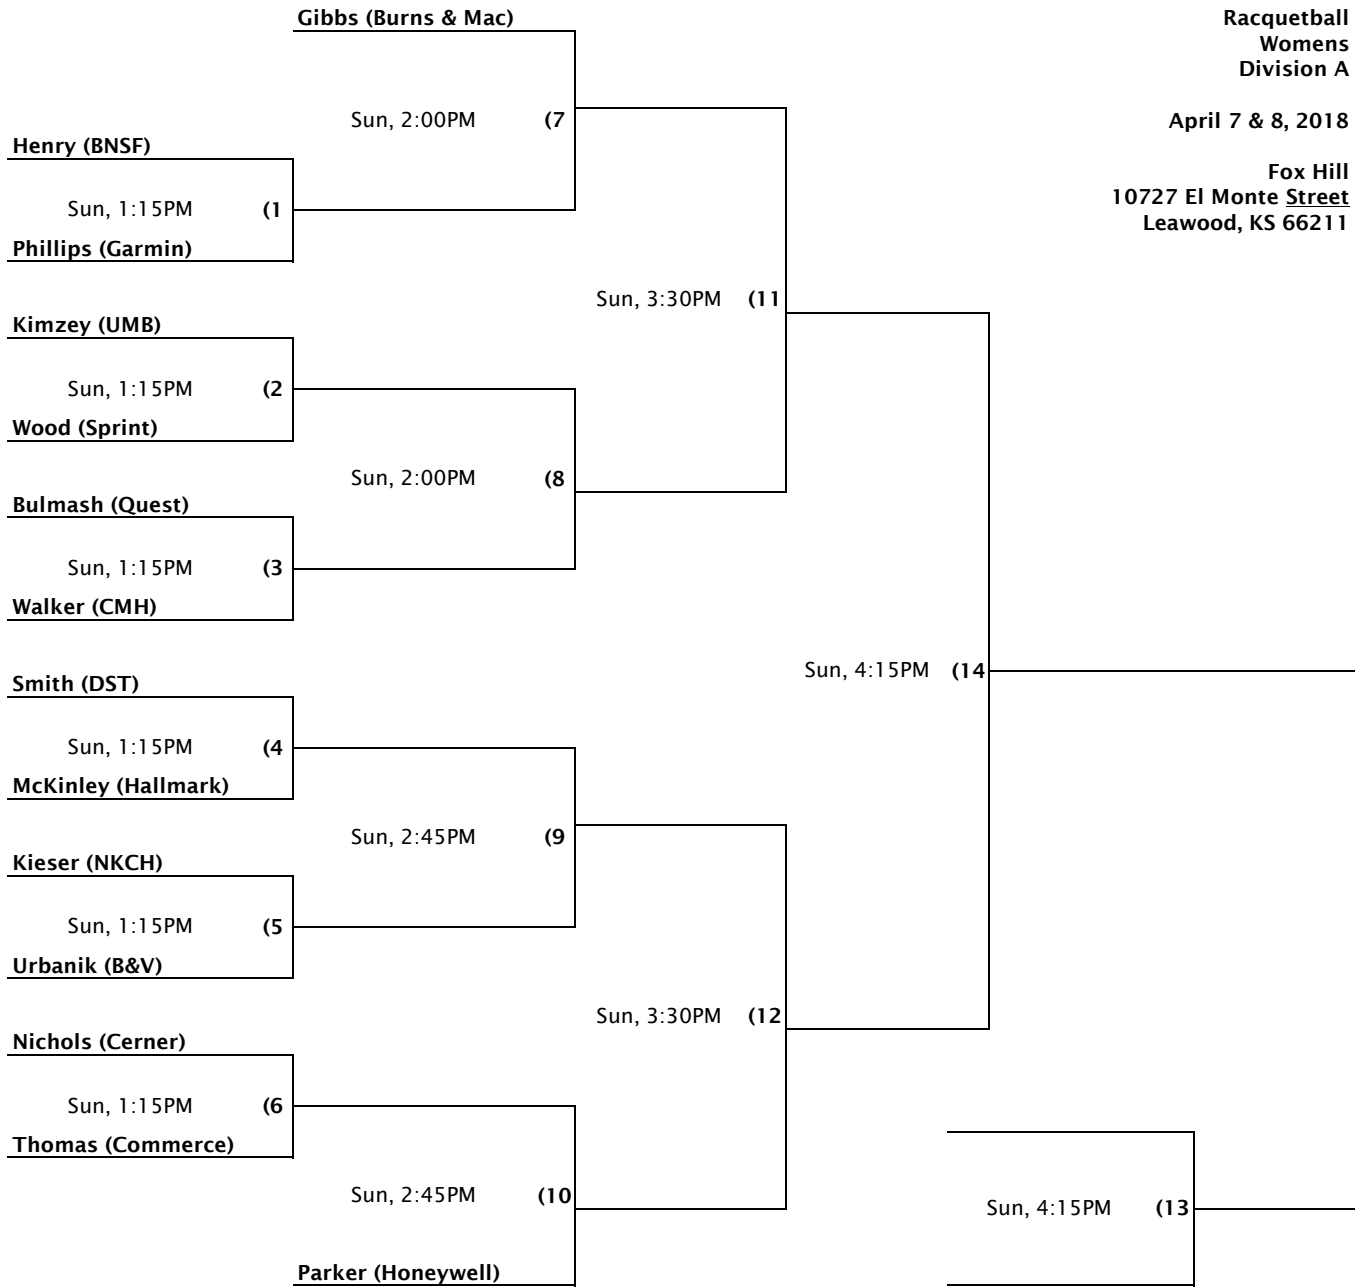 Gibbs (Burns & Mac)
Racquetball
Womens
Division A
April 7 & 8, 2018
Fox Hill
10727 El Monte Street
Leawood, KS 66211
Sun, 2:00PM (7
Henry (BNSF)
Sun, 1:15PM (1
Phillips (Garmin)
Sun, 3:30PM (11
Kimzey (UMB)
Sun, 1:15PM (2
Wood (Sprint)
Sun, 2:00PM (8
Bulmash (Quest)
Sun, 1:15PM (3
Walker (CMH)
Sun, 4:15PM (14
Smith (DST)
Sun, 1:15PM (4
McKinley (Hallmark)
Sun, 2:45PM (9
Kieser (NKCH)
Sun, 1:15PM (5
Urbanik (B&V)
Sun, 3:30PM (12
Nichols (Cerner)
Sun, 1:15PM (6
Thomas (Commerce)
Sun, 2:45PM (10
Sun, 4:15PM (13
Parker (Honeywell)